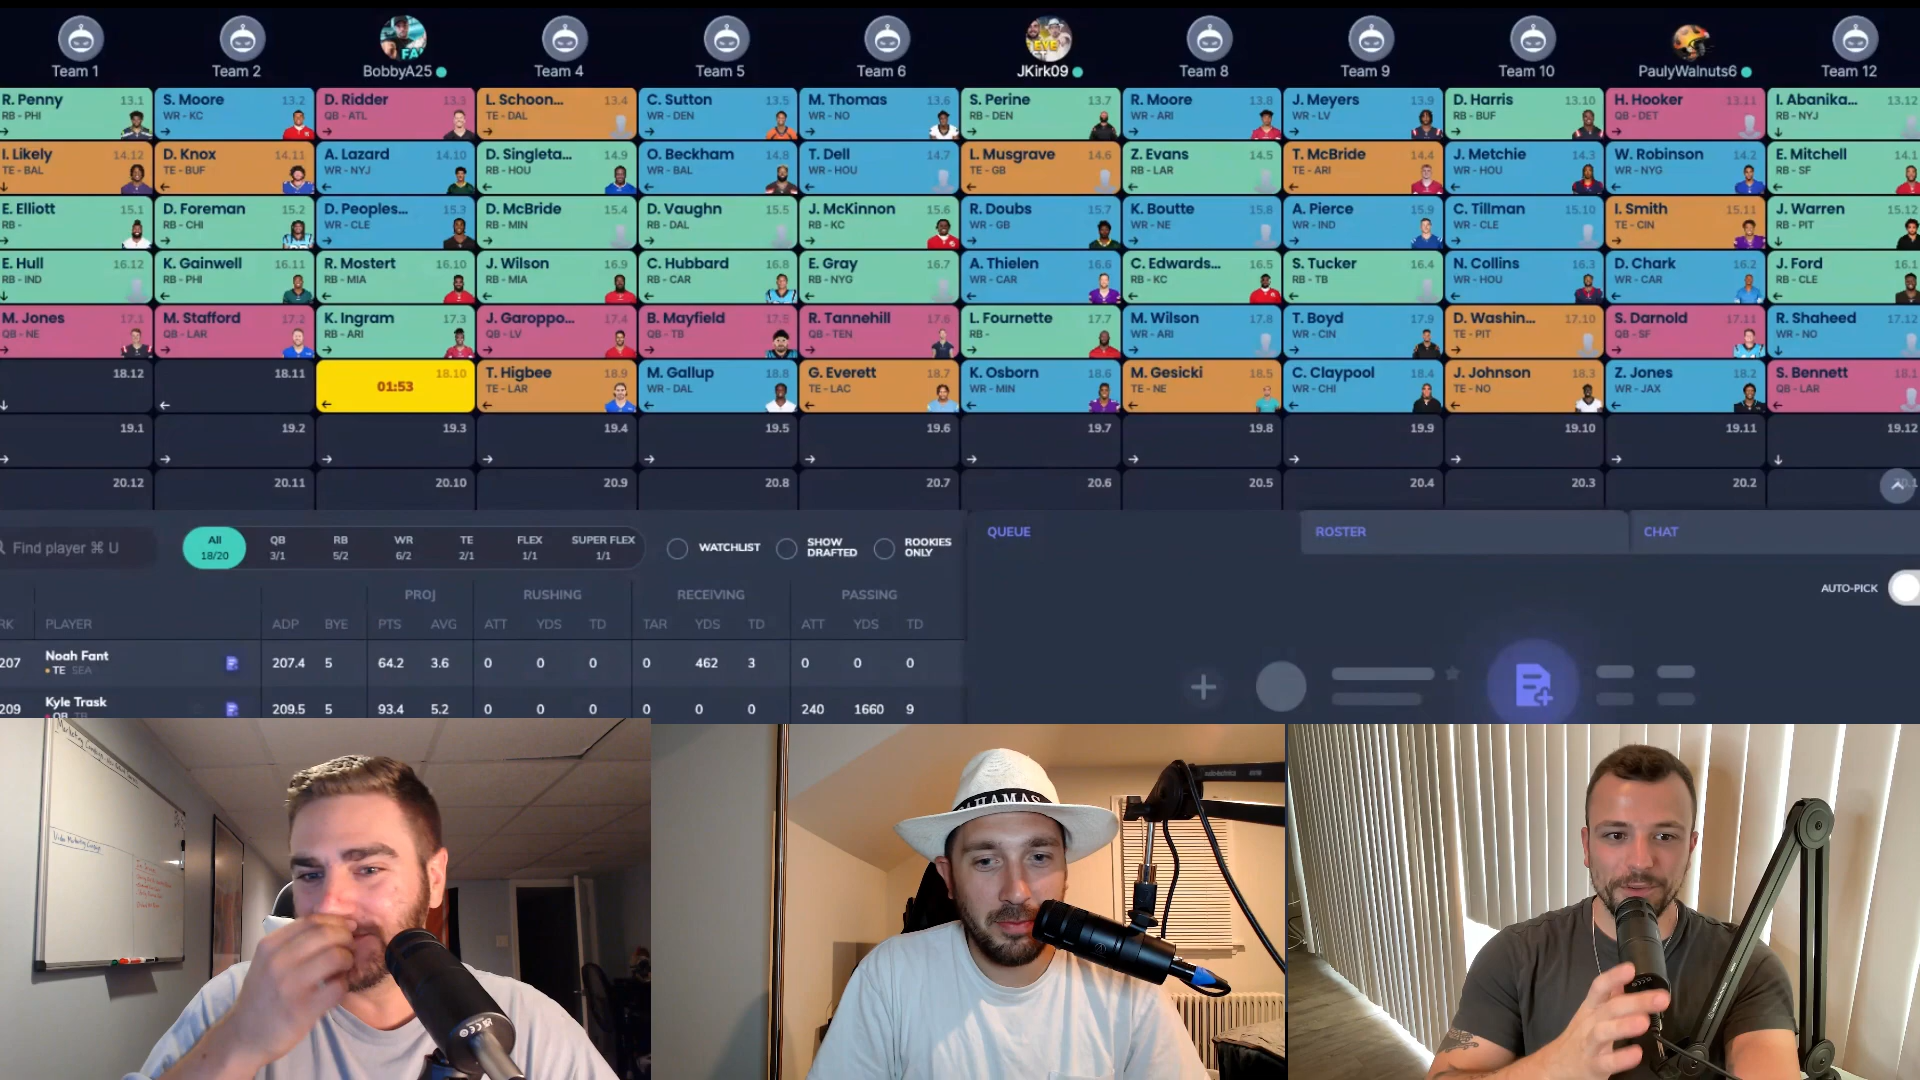 Team 1 Team 2 BobbyA25 Team 4 Team 5 Team 6 JKirk09 Team 8 Team 9 Team 10 PaulyWalnuts6 Team 12
R. Penny 13.1 S. Moore 13.2 D. Ridder 13.3 L. Schoon... 13.4 C. Sutton 13.5 M. Thomas 13.6 S. Perine 13.7 R. Moore 13.8 J. Meyers 13.9 D. Harris 13.10 H. Hooker 13.11 I. Abanika... 13.12
RB - PHI WR - KC QB - ATL TE - DAL WR - DEN WR - NO RB - DEN WR - ARI WR - LV RB - BUF QB - DET RB - NYJ
I. Likely 14.12 D. Knox 14.11 A. Lazard 14.10 D. Singleta... 14.9 O. Beckham 14.8 T. Dell 14.7 L. Musgrave 14.6 Z. Evans 14.5 T. McBride 14.4 J. Metchie 14.3 W. Robinson 14.2 E. Mitchell 14.1
TE - BAL TE - BUF WR - NYJ RB - HOU WR - BAL WR - HOU TE - GB RB - LAR TE - ARI WR - HOU WR - NYG RB - SF
E. Elliott 15.1 D. Foreman 15.2 D. Peoples... 15.3 D. McBride 15.4 D. Vaughn 15.5 J. McKinnon 15.6 R. Doubs 15.7 K. Boutte 15.8 A. Pierce 15.9 C. Tillman 15.10 I. Smith 15.11 J. Warren 15.12
RB - RB - CHI WR - CLE RB - MIN RB - DAL RB - KC WR - GB WR - NE WR - IND WR - CLE TE - CIN RB - PIT
E. Hull 16.12 K. Gainwell 16.11 R. Mostert 16.10 J. Wilson 16.9 C. Hubbard 16.8 E. Gray 16.7 A. Thielen 16.6 C. Edwards... 16.5 S. Tucker 16.4 N. Collins 16.3 D. Chark 16.2 J. Ford 16.1
RB - IND RB - PHI RB - MIA RB - MIA RB - CAR RB - NYG WR - CAR RB - KC RB - TB WR - HOU WR - CAR RB - CLE
M. Jones 17.1 M. Stafford 17.2 K. Ingram 17.3 J. Garoppo... 17.4 B. Mayfield 17.5 R. Tannehill 17.6 L. Fournette 17.7 M. Wilson 17.8 T. Boyd 17.9 D. Washin... 17.10 S. Darnold 17.11 R. Shaheed 17.12
QB - NE QB - LAR RB - ARI QB - LV QB - TB QB - TEN RB - WR - ARI WR - CIN TE - PIT QB - SF WR - NO
18.12 18.11 01:53 18.10 T. Higbee 18.9 M. Gallup 18.8 G. Everett 18.7 K. Osborn 18.6 M. Gesicki 18.5 C. Claypool 18.4 J. Johnson 18.3 Z. Jones 18.2 S. Bennett 18.1
TE - LAR WR - DAL TE - LAC WR - MIN TE - NE WR - CHI TE - NO WR - JAX QB - LAR
19.1 19.2 19.3 19.4 19.5 19.6 19.7 19.8 19.9 19.10 19.11 19.12
20.12 20.11 20.10 20.9 20.8 20.7 20.6 20.5 20.4 20.3 20.2
Find player ⌘ U
All QB RB WR TE FLEX SUPER FLEX
18/20 3/1 5/2 6/2 2/1 1/1 1/1
WATCHLIST SHOW DRAFTED ROOKIES ONLY
QUEUE ROSTER CHAT
AUTO-PICK
PROJ RUSHING RECEIVING PASSING
RK PLAYER ADP BYE PTS AVG ATT YDS TD TAR YDS TD ATT YDS TD
207 Noah Fant 207.4 5 64.2 3.6 0 0 0 0 462 3 0 0 0
TE SEA
209 Kyle Trask 209.5 5 93.4 5.2 0 0 0 0 0 0 240 1660 9
QB TB
EYE
BAHAMAS
audio-technica